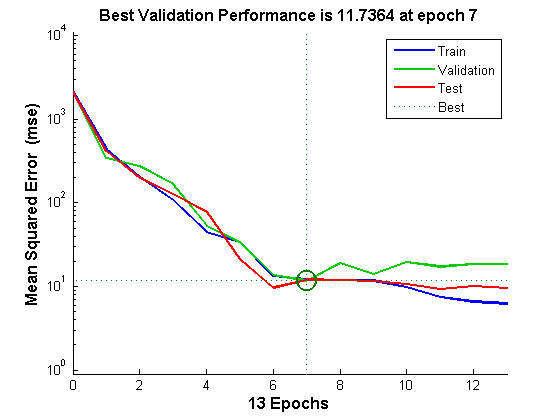 Best Validation Performance is 11.7364 at epoch 7
Mean Squared Error (mse)
10^4
10^3
10^2
10^1
10^0
Train
Validation
Test
Best
0 2 4 6 8 10 12
13 Epochs